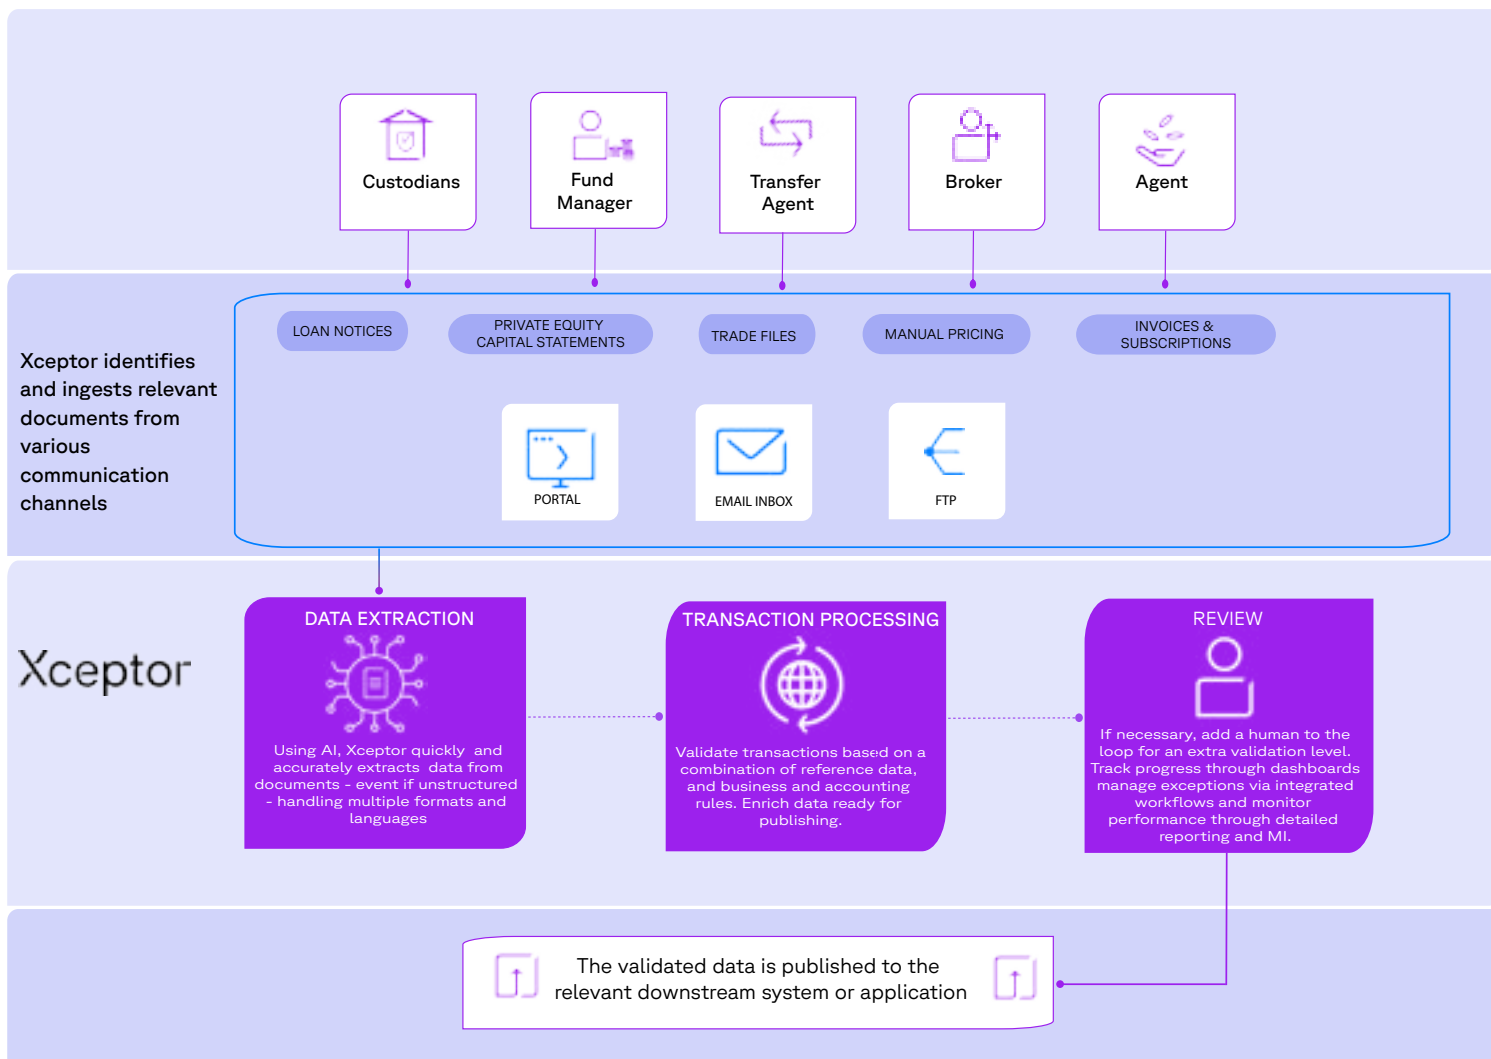 Custodians
Fund
Manager
Transfer
Agent
Broker
Agent
LOAN NOTICES
PRIVATE EQUITY
CAPITAL STATEMENTS
TRADE FILES
MANUAL PRICING
INVOICES &
SUBSCRIPTIONS
Xceptor identifies
and ingests relevant
documents from
various
communication
channels
PORTAL
EMAIL INBOX
FTP
Xceptor
DATA EXTRACTION
Using AI, Xceptor quickly and
accurately extracts data from
documents - event if unstructured
- handling multiple formats and
languages
TRANSACTION PROCESSING
Validate transactions based on a
combination of reference data,
and business and accounting
rules. Enrich data ready for
publishing.
REVIEW
If necessary, add a human to the
loop for an extra validation level.
Track progress through dashboards
manage exceptions via integrated
workflows and monitor
performance through detailed
reporting and MI.
The validated data is published to the
relevant downstream system or application